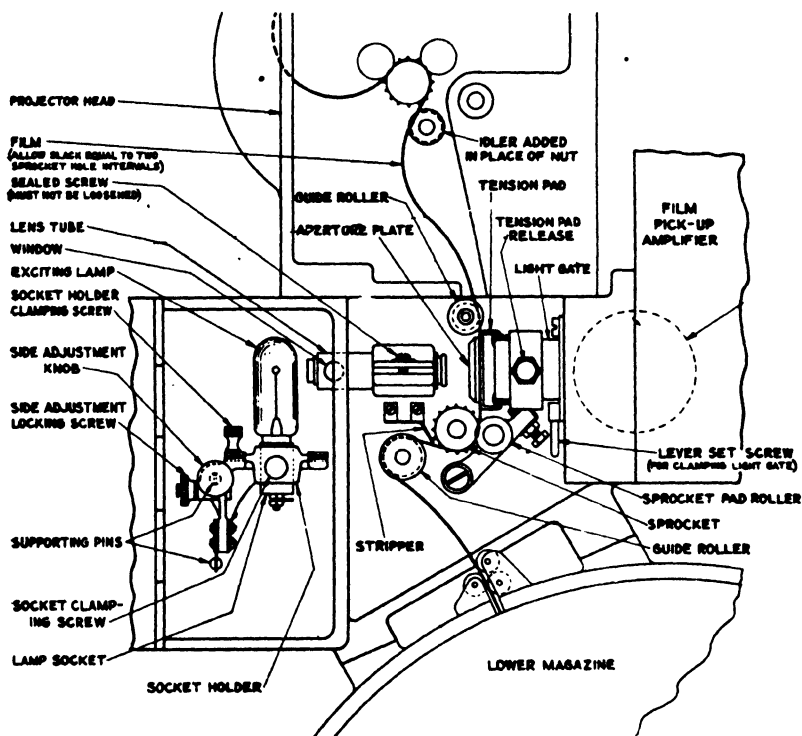 PROJECTOR HEAD
FILM
(ALLOW SLACK EQUAL TO TWO
SPROCKET HOLE INTERVALS)
SEALED SCREW
(MUST NOT BE LOOSENED)
LENS TUBE
WINDOW
EXCITING LAMP
SOCKET HOLDER
CLAMPING SCREW
SIDE ADJUSTMENT
KNOB
SIDE ADJUSTMENT
LOCKING SCREW
SUPPORTING PINS
SOCKET CLAMP-
ING SCREW
LAMP SOCKET
SOCKET HOLDER
GUIDE ROLLER
APERTURE PLATE
IDLER ADDED
IN PLACE OF NUT
TENSION PAD
TENSION PAD
RELEASE
LIGHT GATE
FILM
PICK-UP
AMPLIFIER
LEVER SET SCREW
(FOR CLAMPING LIGHT GATE)
SPROCKET PAD ROLLER
SPROCKET
GUIDE ROLLER
STRIPPER
LOWER MAGAZINE